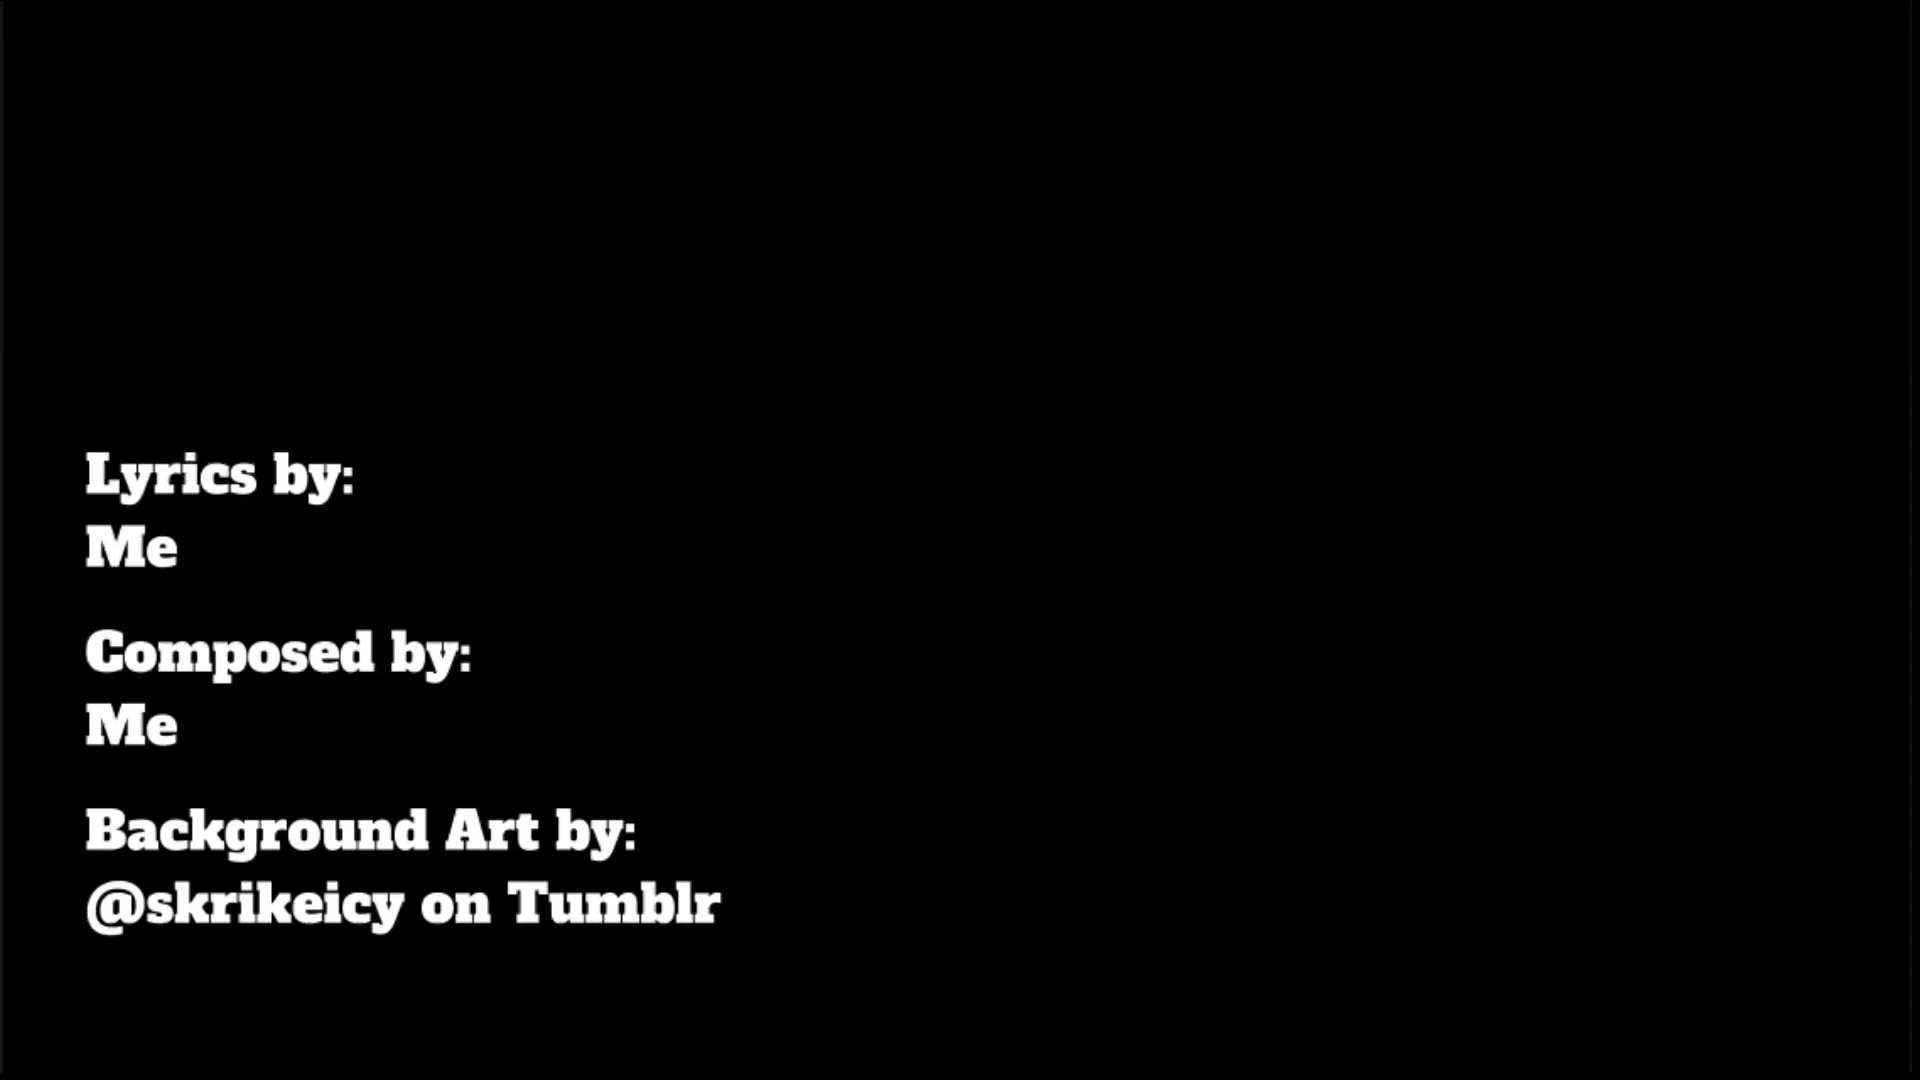 Lyrics by:
Me
Composed by:
Me
Background Art by:
@skrikeicy on Tumblr